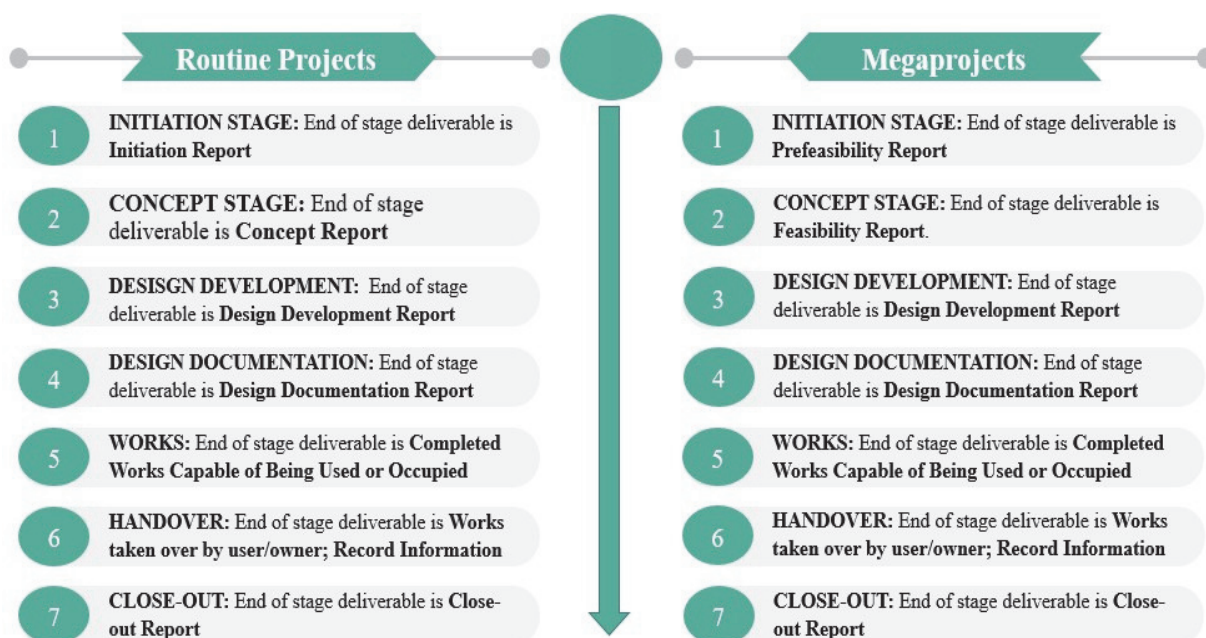 Routine Projects
1
INITIATION STAGE: End of stage deliverable is
Initiation Report
2
CONCEPT STAGE: End of stage
deliverable is Concept Report
3
DESISGN DEVELOPMENT: End of stage
deliverable is Design Development Report
4
DESIGN DOCUMENTATION: End of stage
deliverable is Design Documentation Report
5
WORKS: End of stage deliverable is Completed
Works Capable of Being Used or Occupied
6
HANDOVER: End of stage deliverable is Works
taken over by user/owner; Record Information
7
CLOSE-OUT: End of stage deliverable is Close-
out Report
Megaprojects
1
INITIATION STAGE: End of stage deliverable is
Prefeasibility Report
2
CONCEPT STAGE: End of stage deliverable is
Feasibility Report.
3
DESIGN DEVELOPMENT: End of stage
deliverable is Design Development Report
4
DESIGN DOCUMENTATION: End of stage
deliverable is Design Documentation Report
5
WORKS: End of stage deliverable is Completed
Works Capable of Being Used or Occupied
6
HANDOVER: End of stage deliverable is Works
taken over by user/owner; Record Information
7
CLOSE-OUT: End of stage deliverable is Close-
out Report